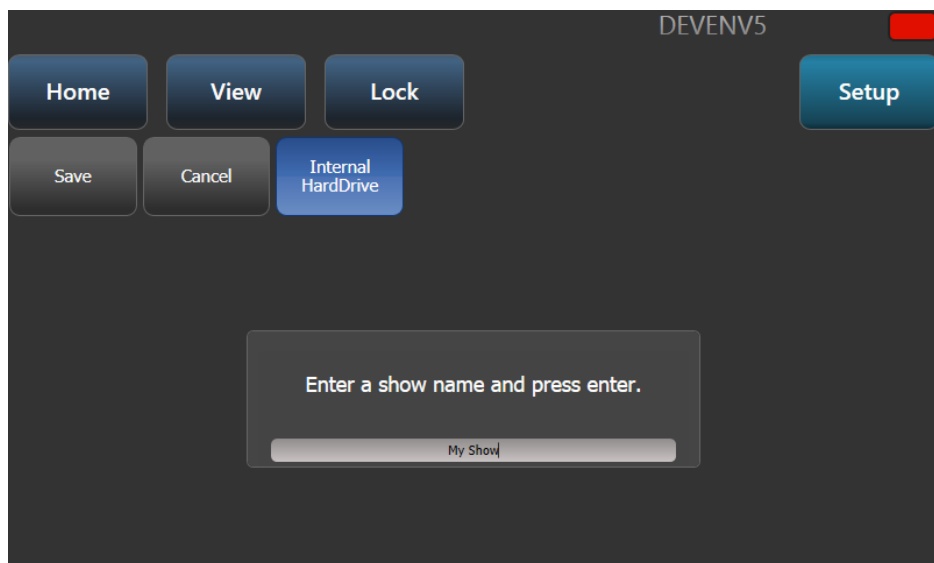 DEVENV5
Home
View
Lock
Setup
Save
Cancel
Internal
HardDrive
Enter a show name and press enter.
My Show